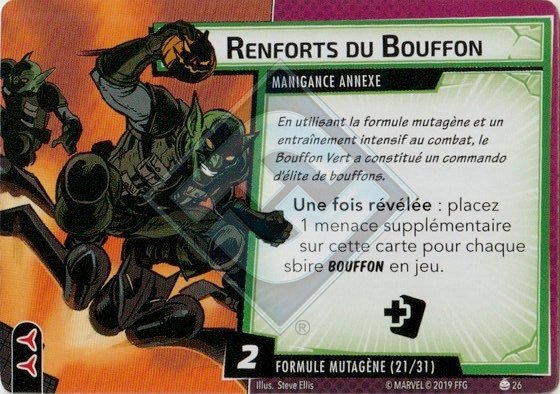 RENFORTS DU BOUFFON
MANIGANCE ANNEXE
En utilisant la formule mutagène et un
entraînement intensif au combat, le
Bouffon Vert a constitué un commando
d'élite de bouffons.
Une fois révélée : placez
1 menace supplémentaire
sur cette carte pour chaque
sbire BOUFFON en jeu.
®
2 FORMULE MUTAGÈNE (21/31)
Illus. Steve Ellis © MARVEL © 2019 FFG 26